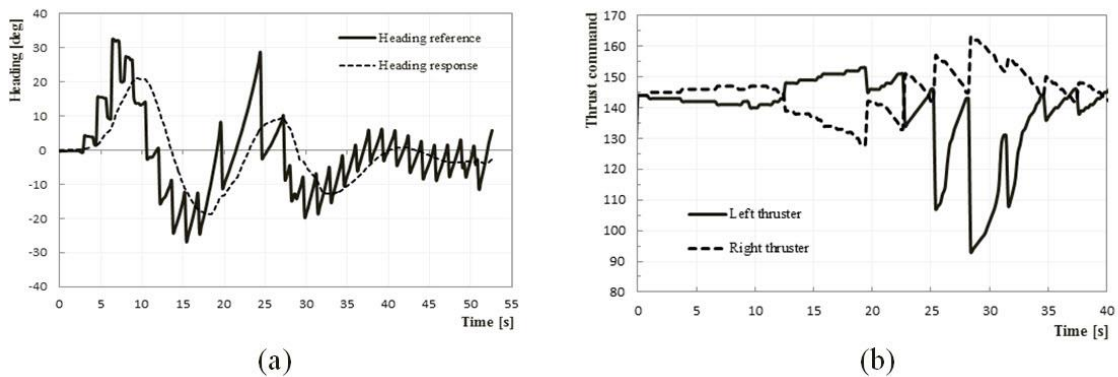 40
30
20
10
0
-10
-20
-30
-40
Heading [deg]
Heading reference
Heading response
0 5 10 15 20 25 30 35 40 45 50 55
Time [s]
(a)
170
160
150
140
130
120
110
100
90
80
Thrust command
Left thruster
Right thruster
0 5 10 15 20 25 30 35 40
Time [s]
(b)